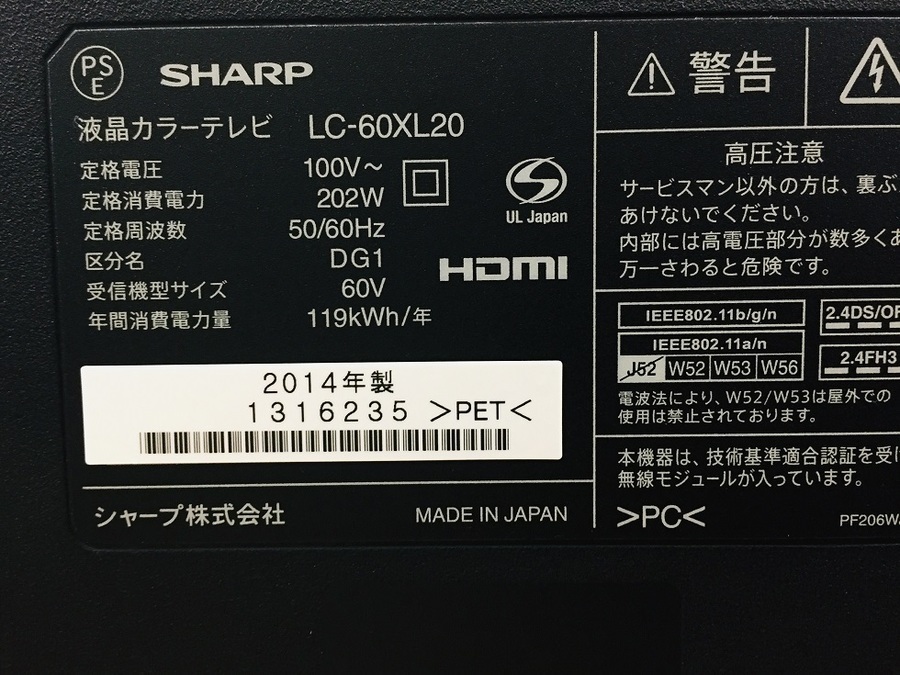 PS
E
SHARP
液晶カラーテレビ LC-60XL20
定格電圧 100V～
定格消費電力 202W
定格周波数 50/60Hz
区分名 DG1
受信機型サイズ 60V
年間消費電力量 119kWh/年
UL Japan
HDMI
2014年製
1316235 >PET<
シャープ株式会社 MADE IN JAPAN
警告
高圧注意
サービスマン以外の方は、裏ぶ
あけないでください。
内部には高電圧部分が数多くあ
万一さわると危険です。
IEEE802.11b/g/n
IEEE802.11a/n
J52 W52 W53 W56
2.4DS/OF
2.4FH3
電波法により、W52/W53は屋外での
使用は禁止されております。
本機器は、技術基準適合認証を受け
無線モジュールが入っています。
>PC<
PF206W